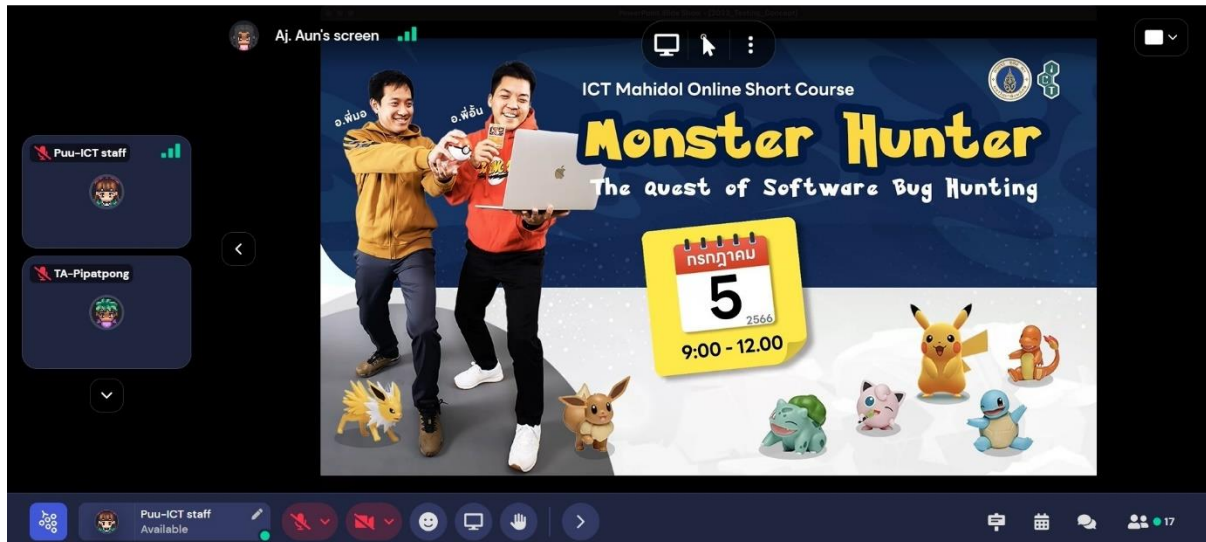 Aj. Aun's screen
Puu-ICT staff
TA-Pipatpong
ICT Mahidol Online Short Course
อ.พี่มอ
อ.พี่อั้น
Monster Hunter
The Quest of Software Bug Hunting
ICT
กรกฎาคม
5
2566
9:00 - 12.00
Puu-ICT staff
Available
17